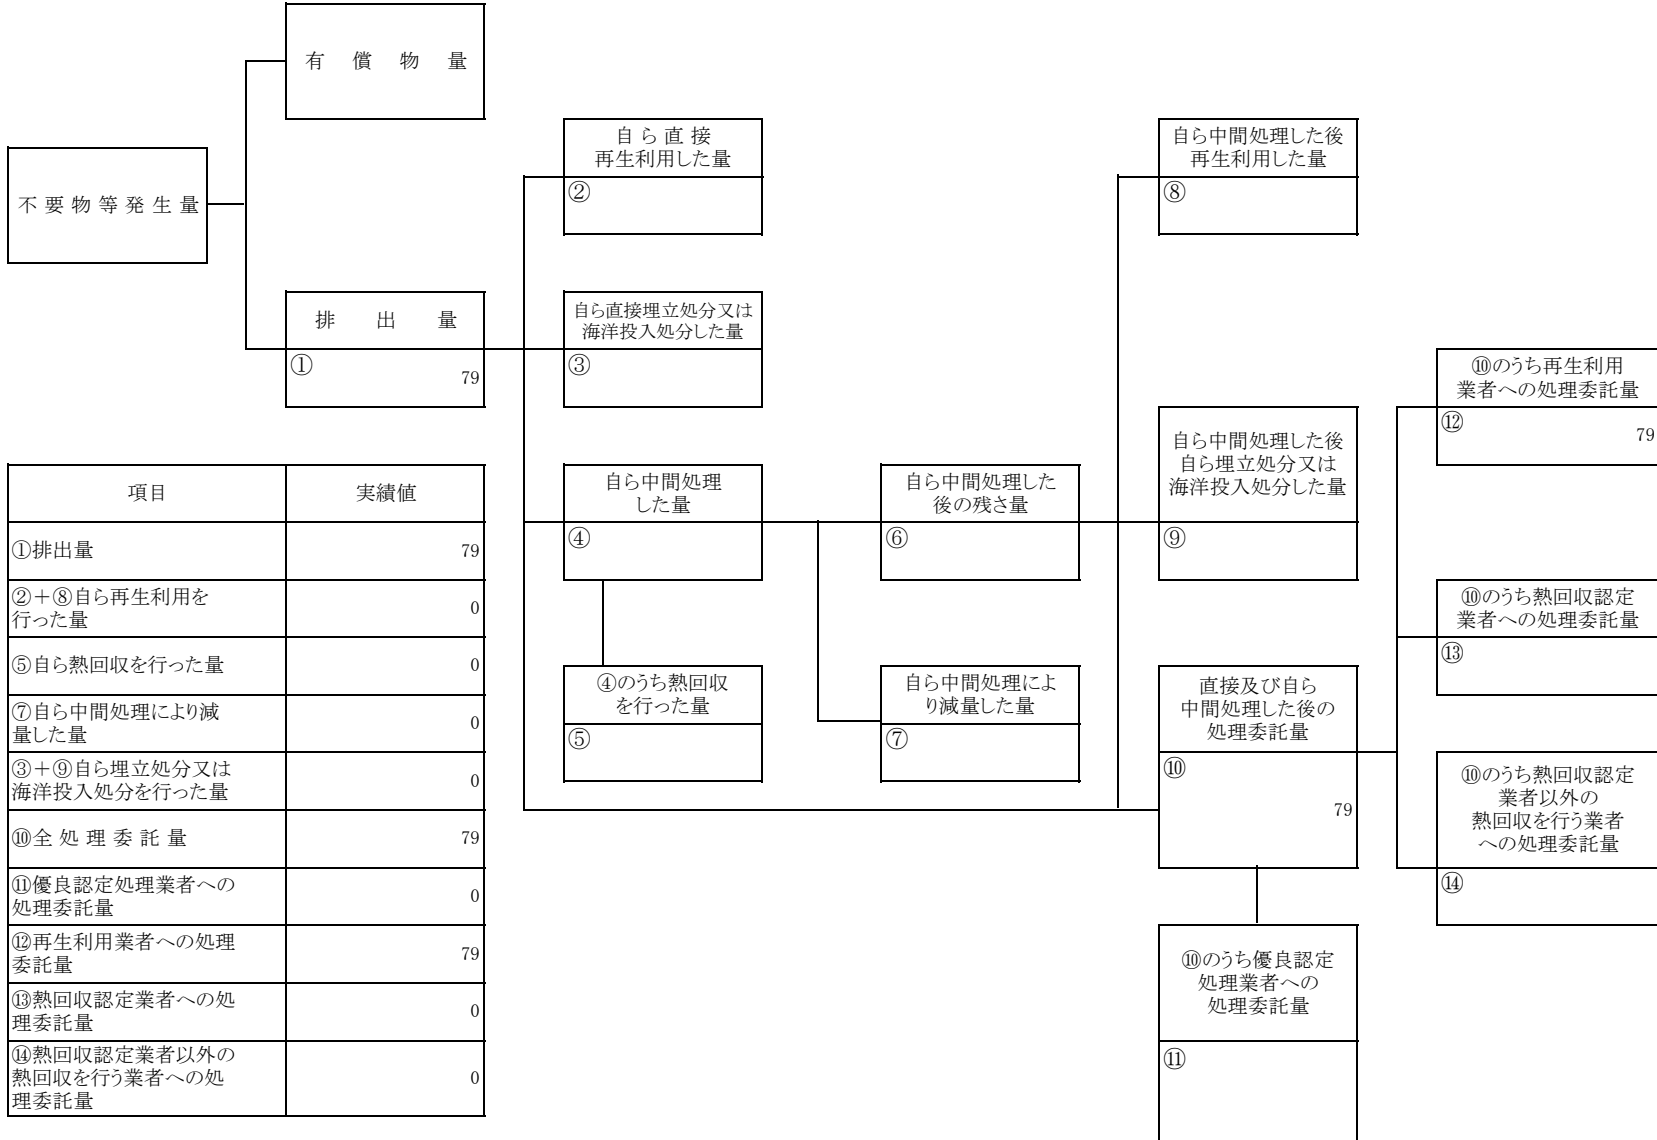 有償物量
不要物等発生量
排出量
①
79
自ら直接
再生利用した量
②
自ら直接埋立処分又は
海洋投入処分した量
③
自ら中間処理
した量
④
④のうち熱回収
を行った量
⑤
自ら中間処理した
後の残さ量
⑥
自ら中間処理によ
り減量した量
⑦
自ら中間処理した後
再生利用した量
⑧
自ら中間処理した後
自ら埋立処分又は
海洋投入処分した量
⑨
直接及び自ら
中間処理した後の
処理委託量
⑩
79
⑩のうち優良認定
処理業者への
処理委託量
⑪
⑩のうち再生利用
業者への処理委託量
⑫
79
⑩のうち熱回収認定
業者への処理委託量
⑬
⑩のうち熱回収認定
業者以外の
熱回収を行う業者
への処理委託量
⑭
項目 実績値
①排出量 79
②+⑧自ら再生利用を
行った量 0
⑤自ら熱回収を行った量 0
⑦自ら中間処理により減
量した量 0
③+⑨自ら埋立処分又は
海洋投入処分を行った量 0
⑩全処理委託量 79
⑪優良認定処理業者への
処理委託量 0
⑫再生利用業者への処理
委託量 79
⑬熱回収認定業者への処
理委託量 0
⑭熱回収認定業者以外の
熱回収を行う業者への処
理委託量 0